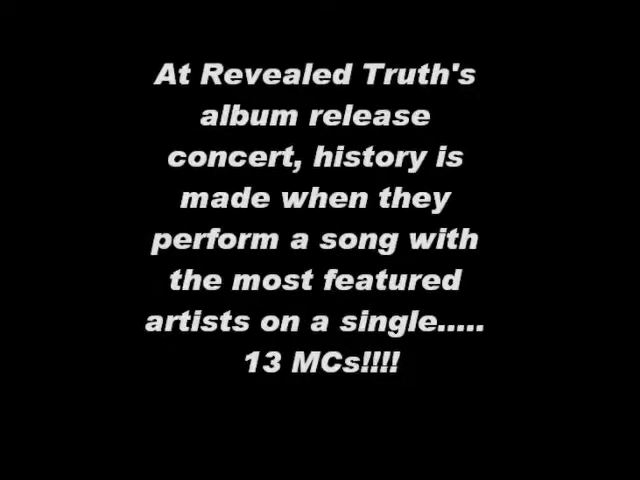 At Revealed Truth's
album release
concert, history is
made when they
perform a song with
the most featured
artists on a single.....
13 MCs!!!!